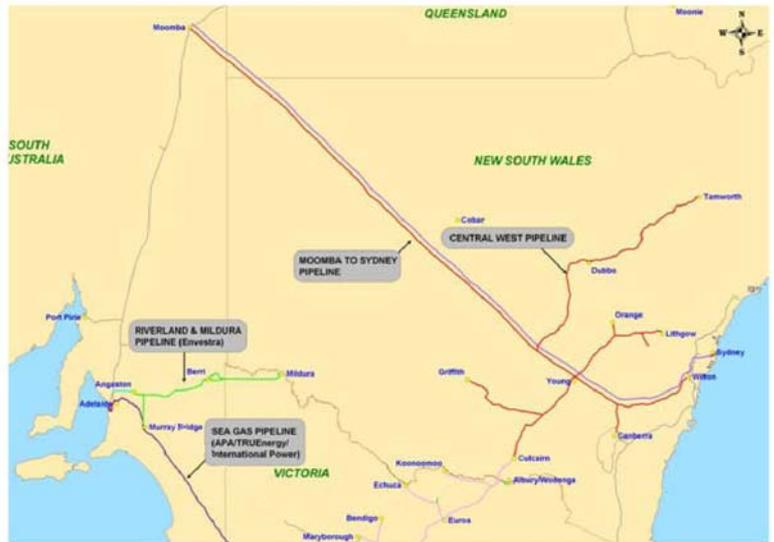 QUEENSLAND
Moonie
N
W
E
S
Moomba
SOUTH
USTRALIA
NEW SOUTH WALES
Tamworth
Cobar
CENTRAL WEST PIPELINE
MOOMBA TO SYDNEY
PIPELINE
Dubbo
Port Pirie
Orange
RIVERLAND & MILDURA
PIPELINE (Envestra)
Lithgow
Sydney
Berri
Mildura
Griffith
Young
Wilton
Angaston
Adelaide
Murray Bridge
SEA GAS PIPELINE
(APA/TRUEnergy/
International Power)
Canberra
VICTORIA
Koonoomoo
Culcairn
Echuca
Albury/Wodonga
Bendigo
Euroa
Maryborough